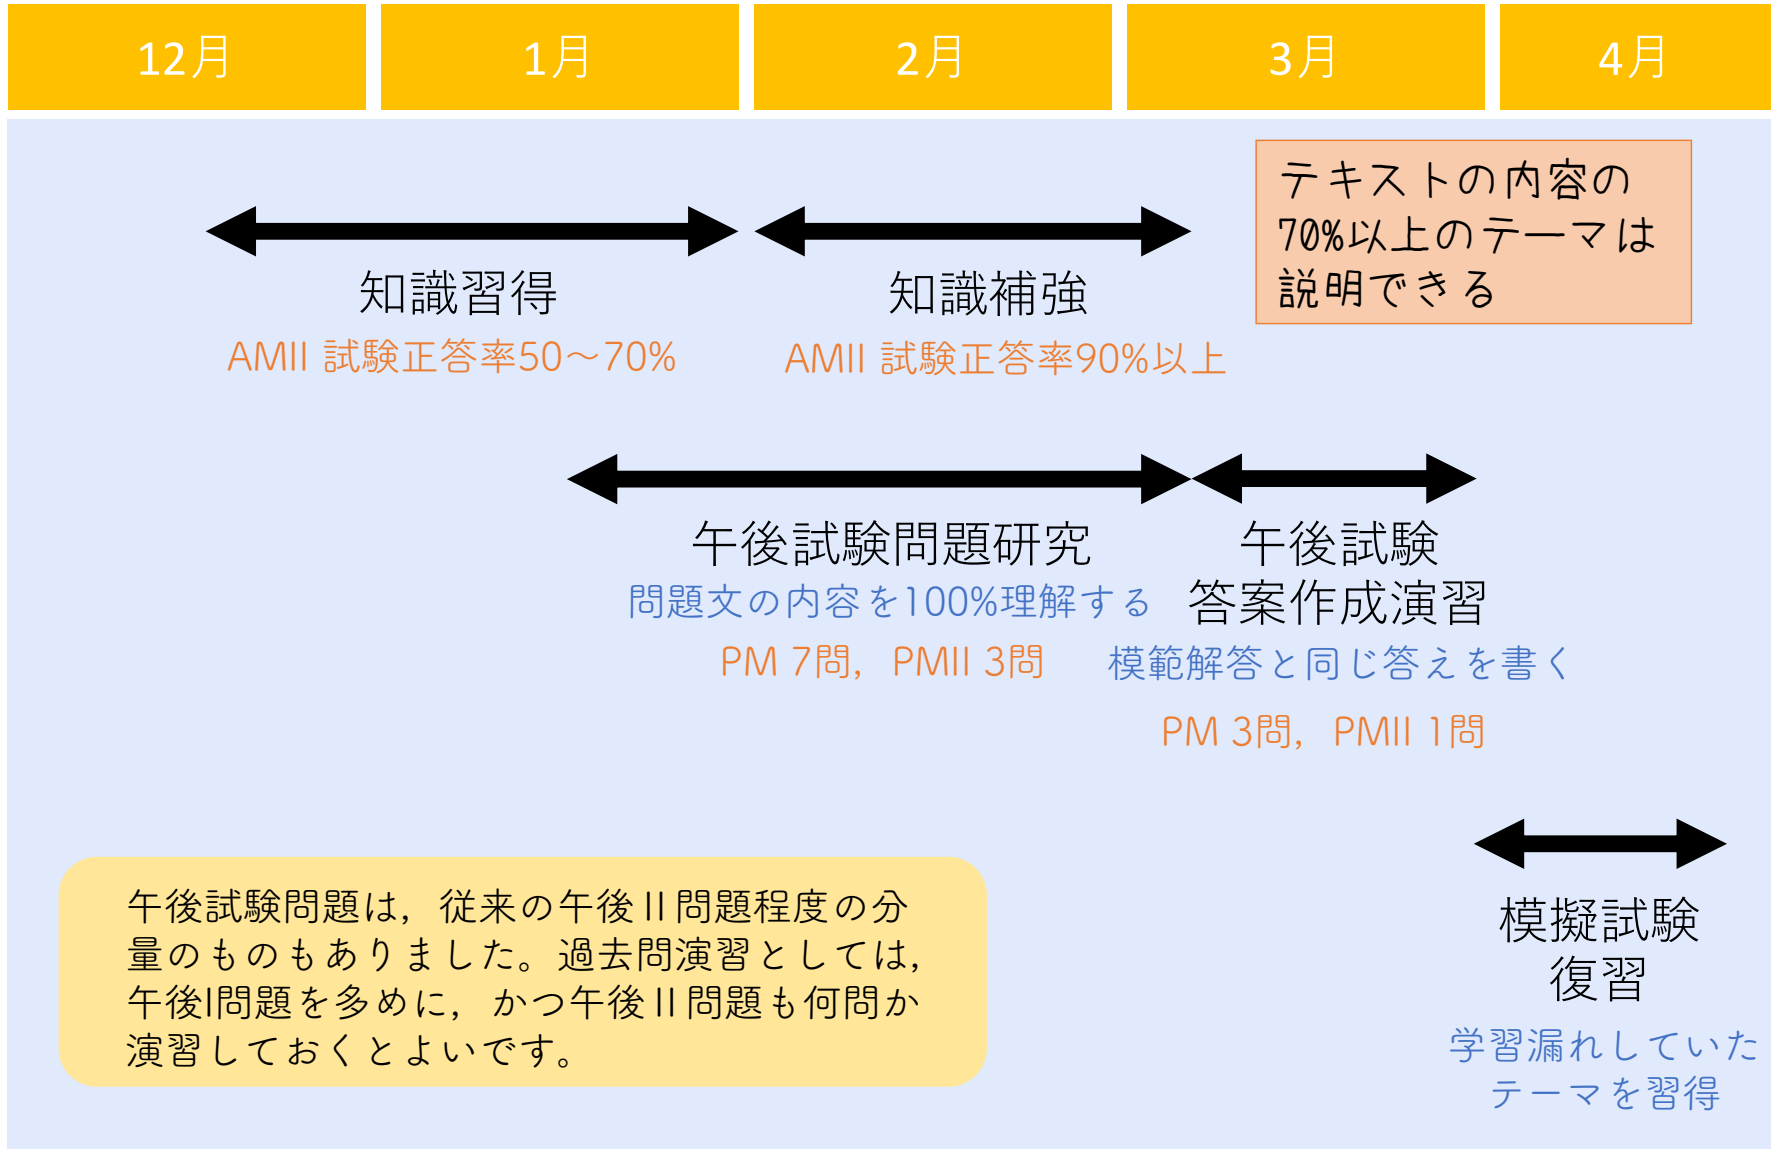 12月
1月
2月
3月
4月
テキストの内容の
70%以上のテーマは
説明できる
知識習得
AMII 試験正答率50～70%
知識補強
AMII 試験正答率90%以上
午後試験問題研究
問題文の内容を100%理解する
PM 7問，PMII 3問
午後試験
答案作成演習
模範解答と同じ答えを書く
PM 3問，PMII 1問
午後試験問題は，従来の午後Ⅱ問題程度の分
量のものもありました。過去問演習としては，
午後Ⅰ問題を多めに，かつ午後Ⅱ問題も何問か
演習しておくとよいです。
模擬試験
復習
学習漏れしていた
テーマを習得